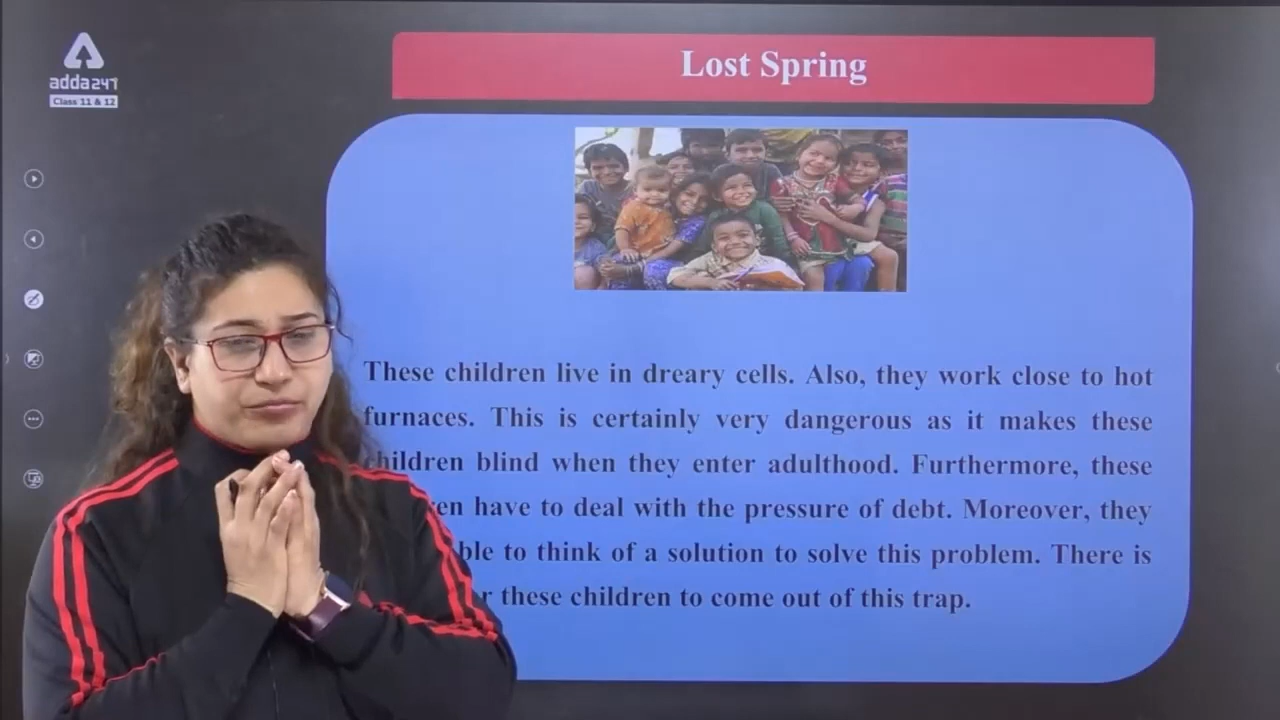 adda247
Class 11 & 12
Lost Spring
These children live in dreary cells. Also, they work close to hot
furnaces. This is certainly very dangerous as it makes these
children blind when they enter adulthood. Furthermore, these
have to deal with the pressure of debt. Moreover, they
to think of a solution to solve this problem. There is
these children to come out of this trap.